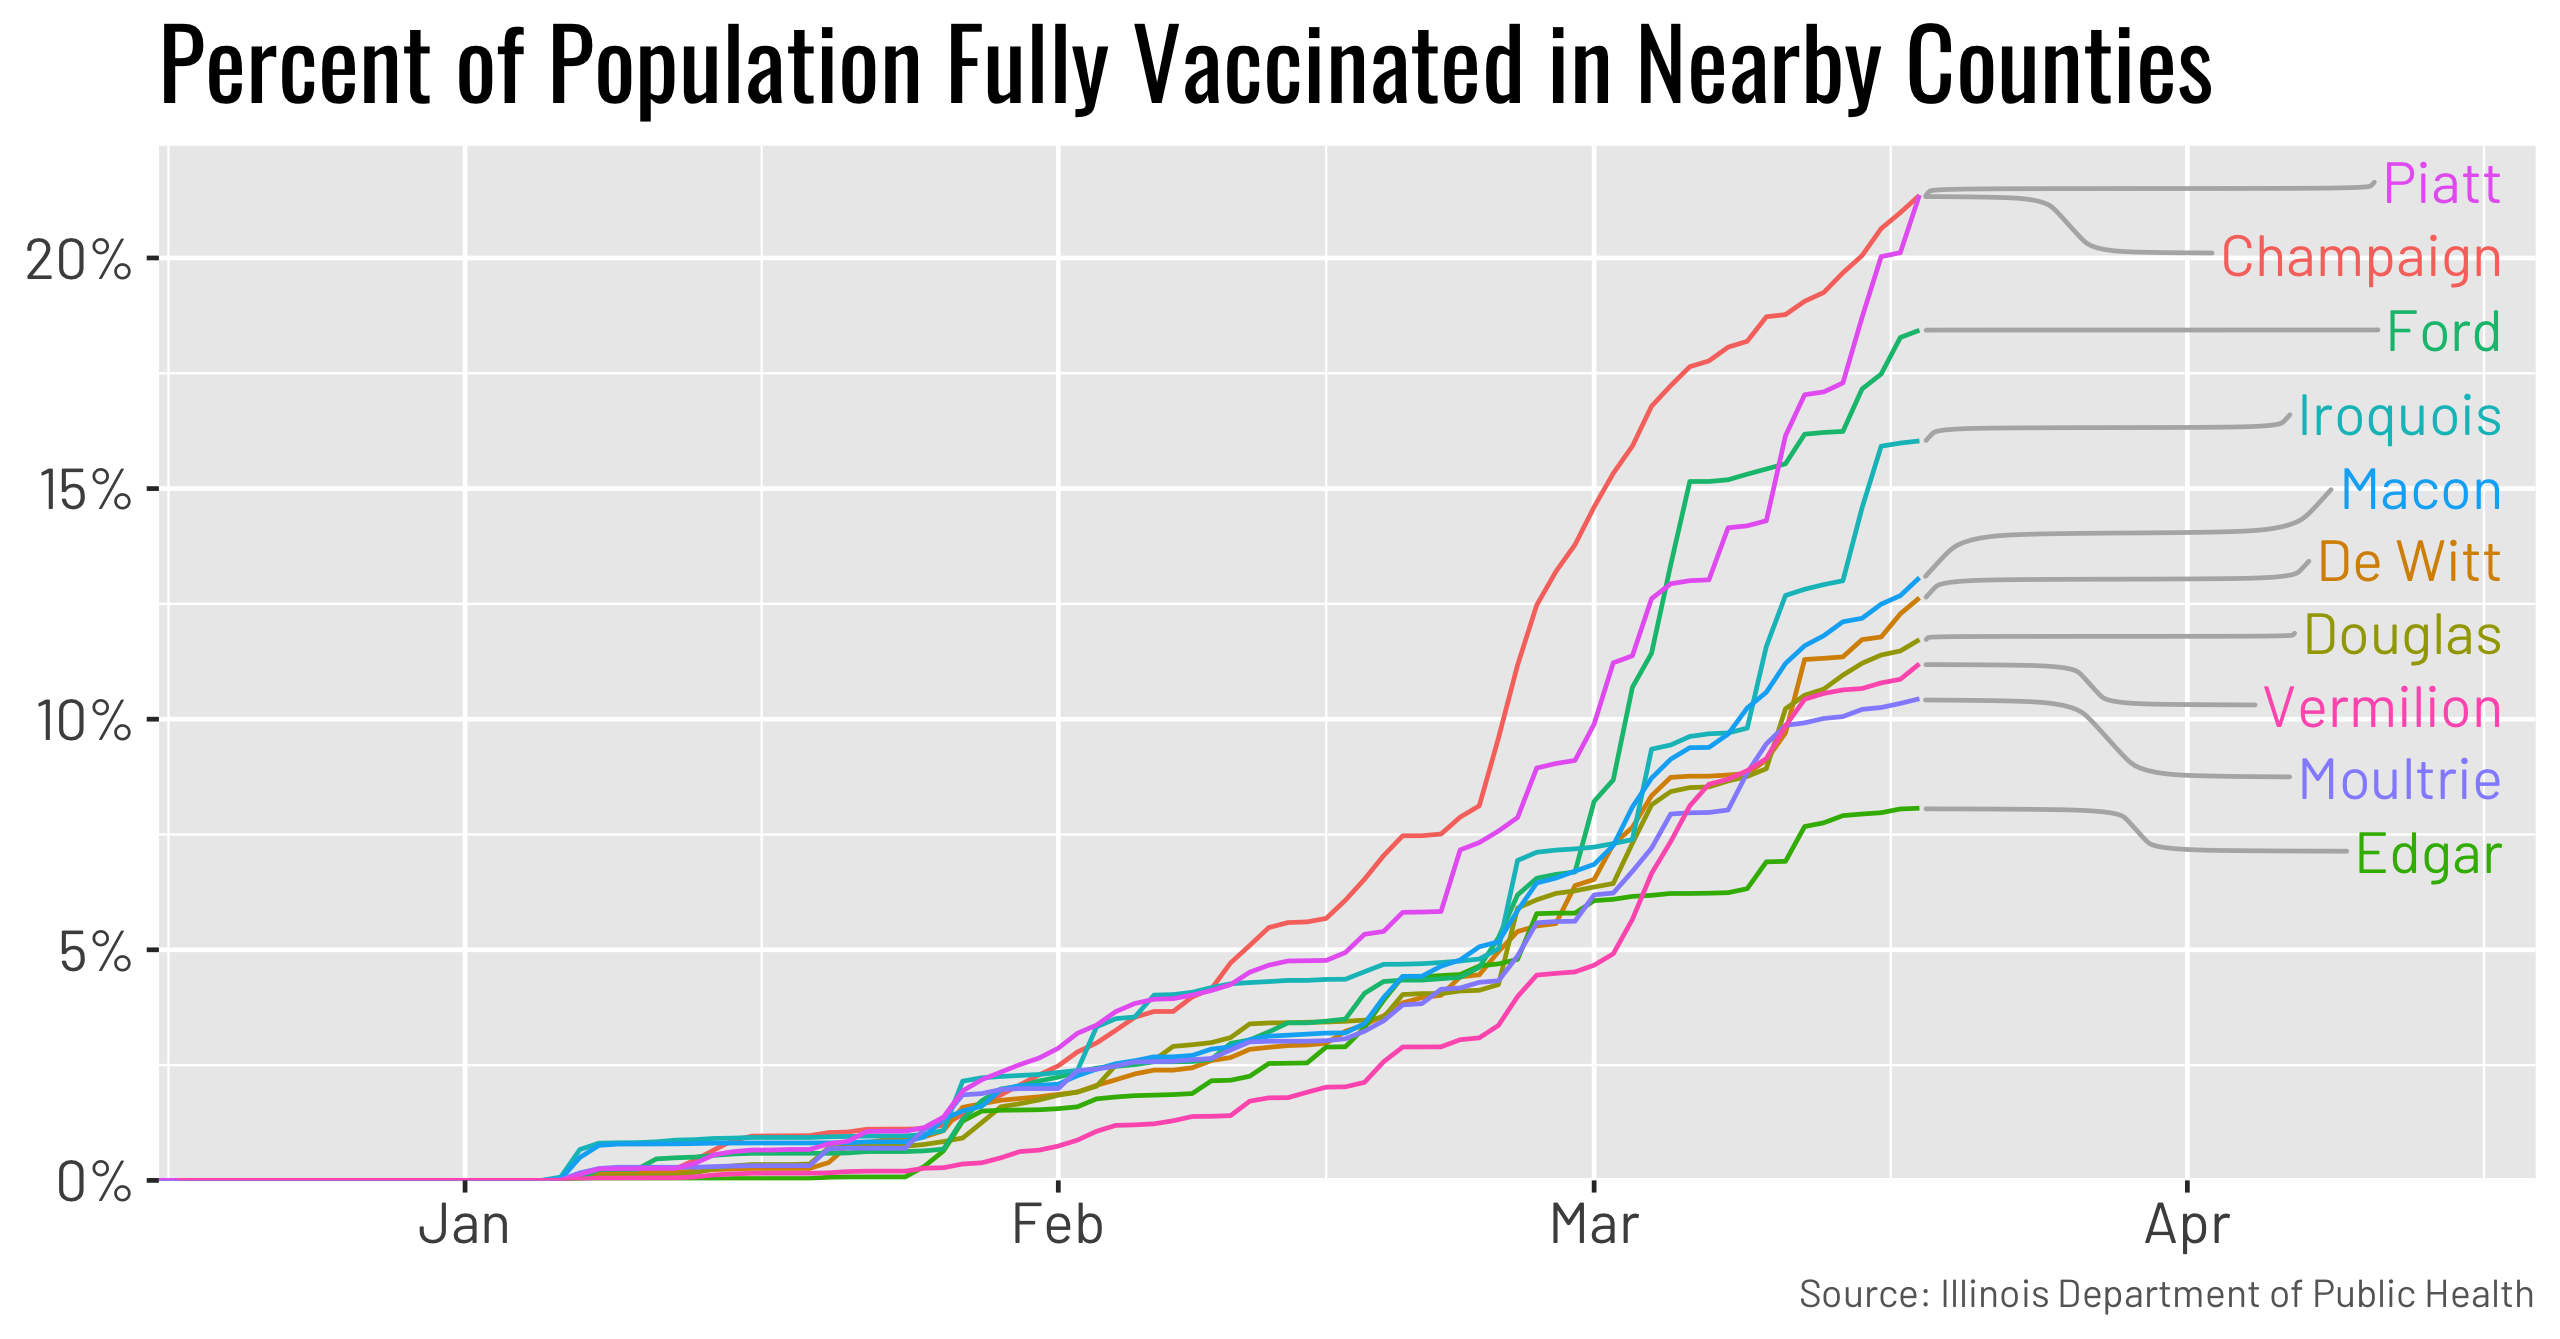 Percent of Population Fully Vaccinated in Nearby Counties
20%
15%
10%
5%
0%
Piatt
Champaign
Ford
Iroquois
Macon
De Witt
Douglas
Vermilion
Moultrie
Edgar
Jan Feb Mar Apr
Source: Illinois Department of Public Health